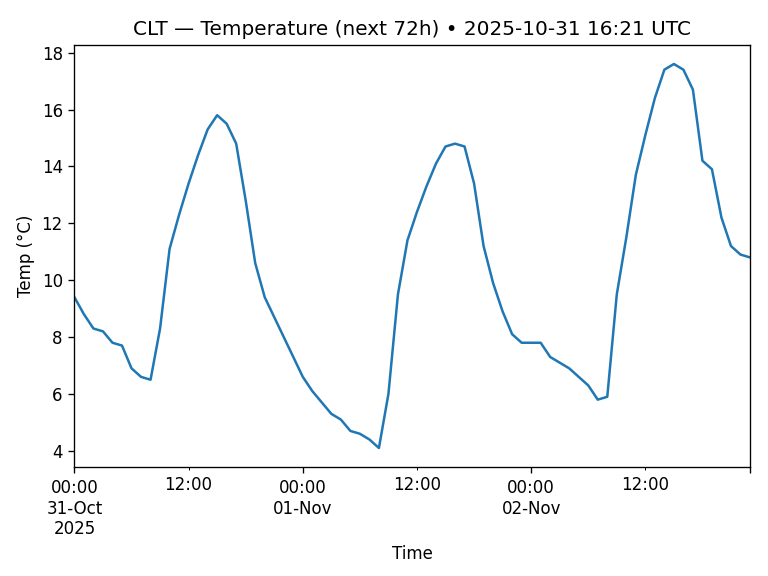 CLT — Temperature (next 72h) • 2025-10-31 16:21 UTC
18
16
14
12
10
8
6
4
Temp (°C)
00:00 12:00 00:00 12:00 00:00 12:00
31-Oct 01-Nov 02-Nov
2025
Time